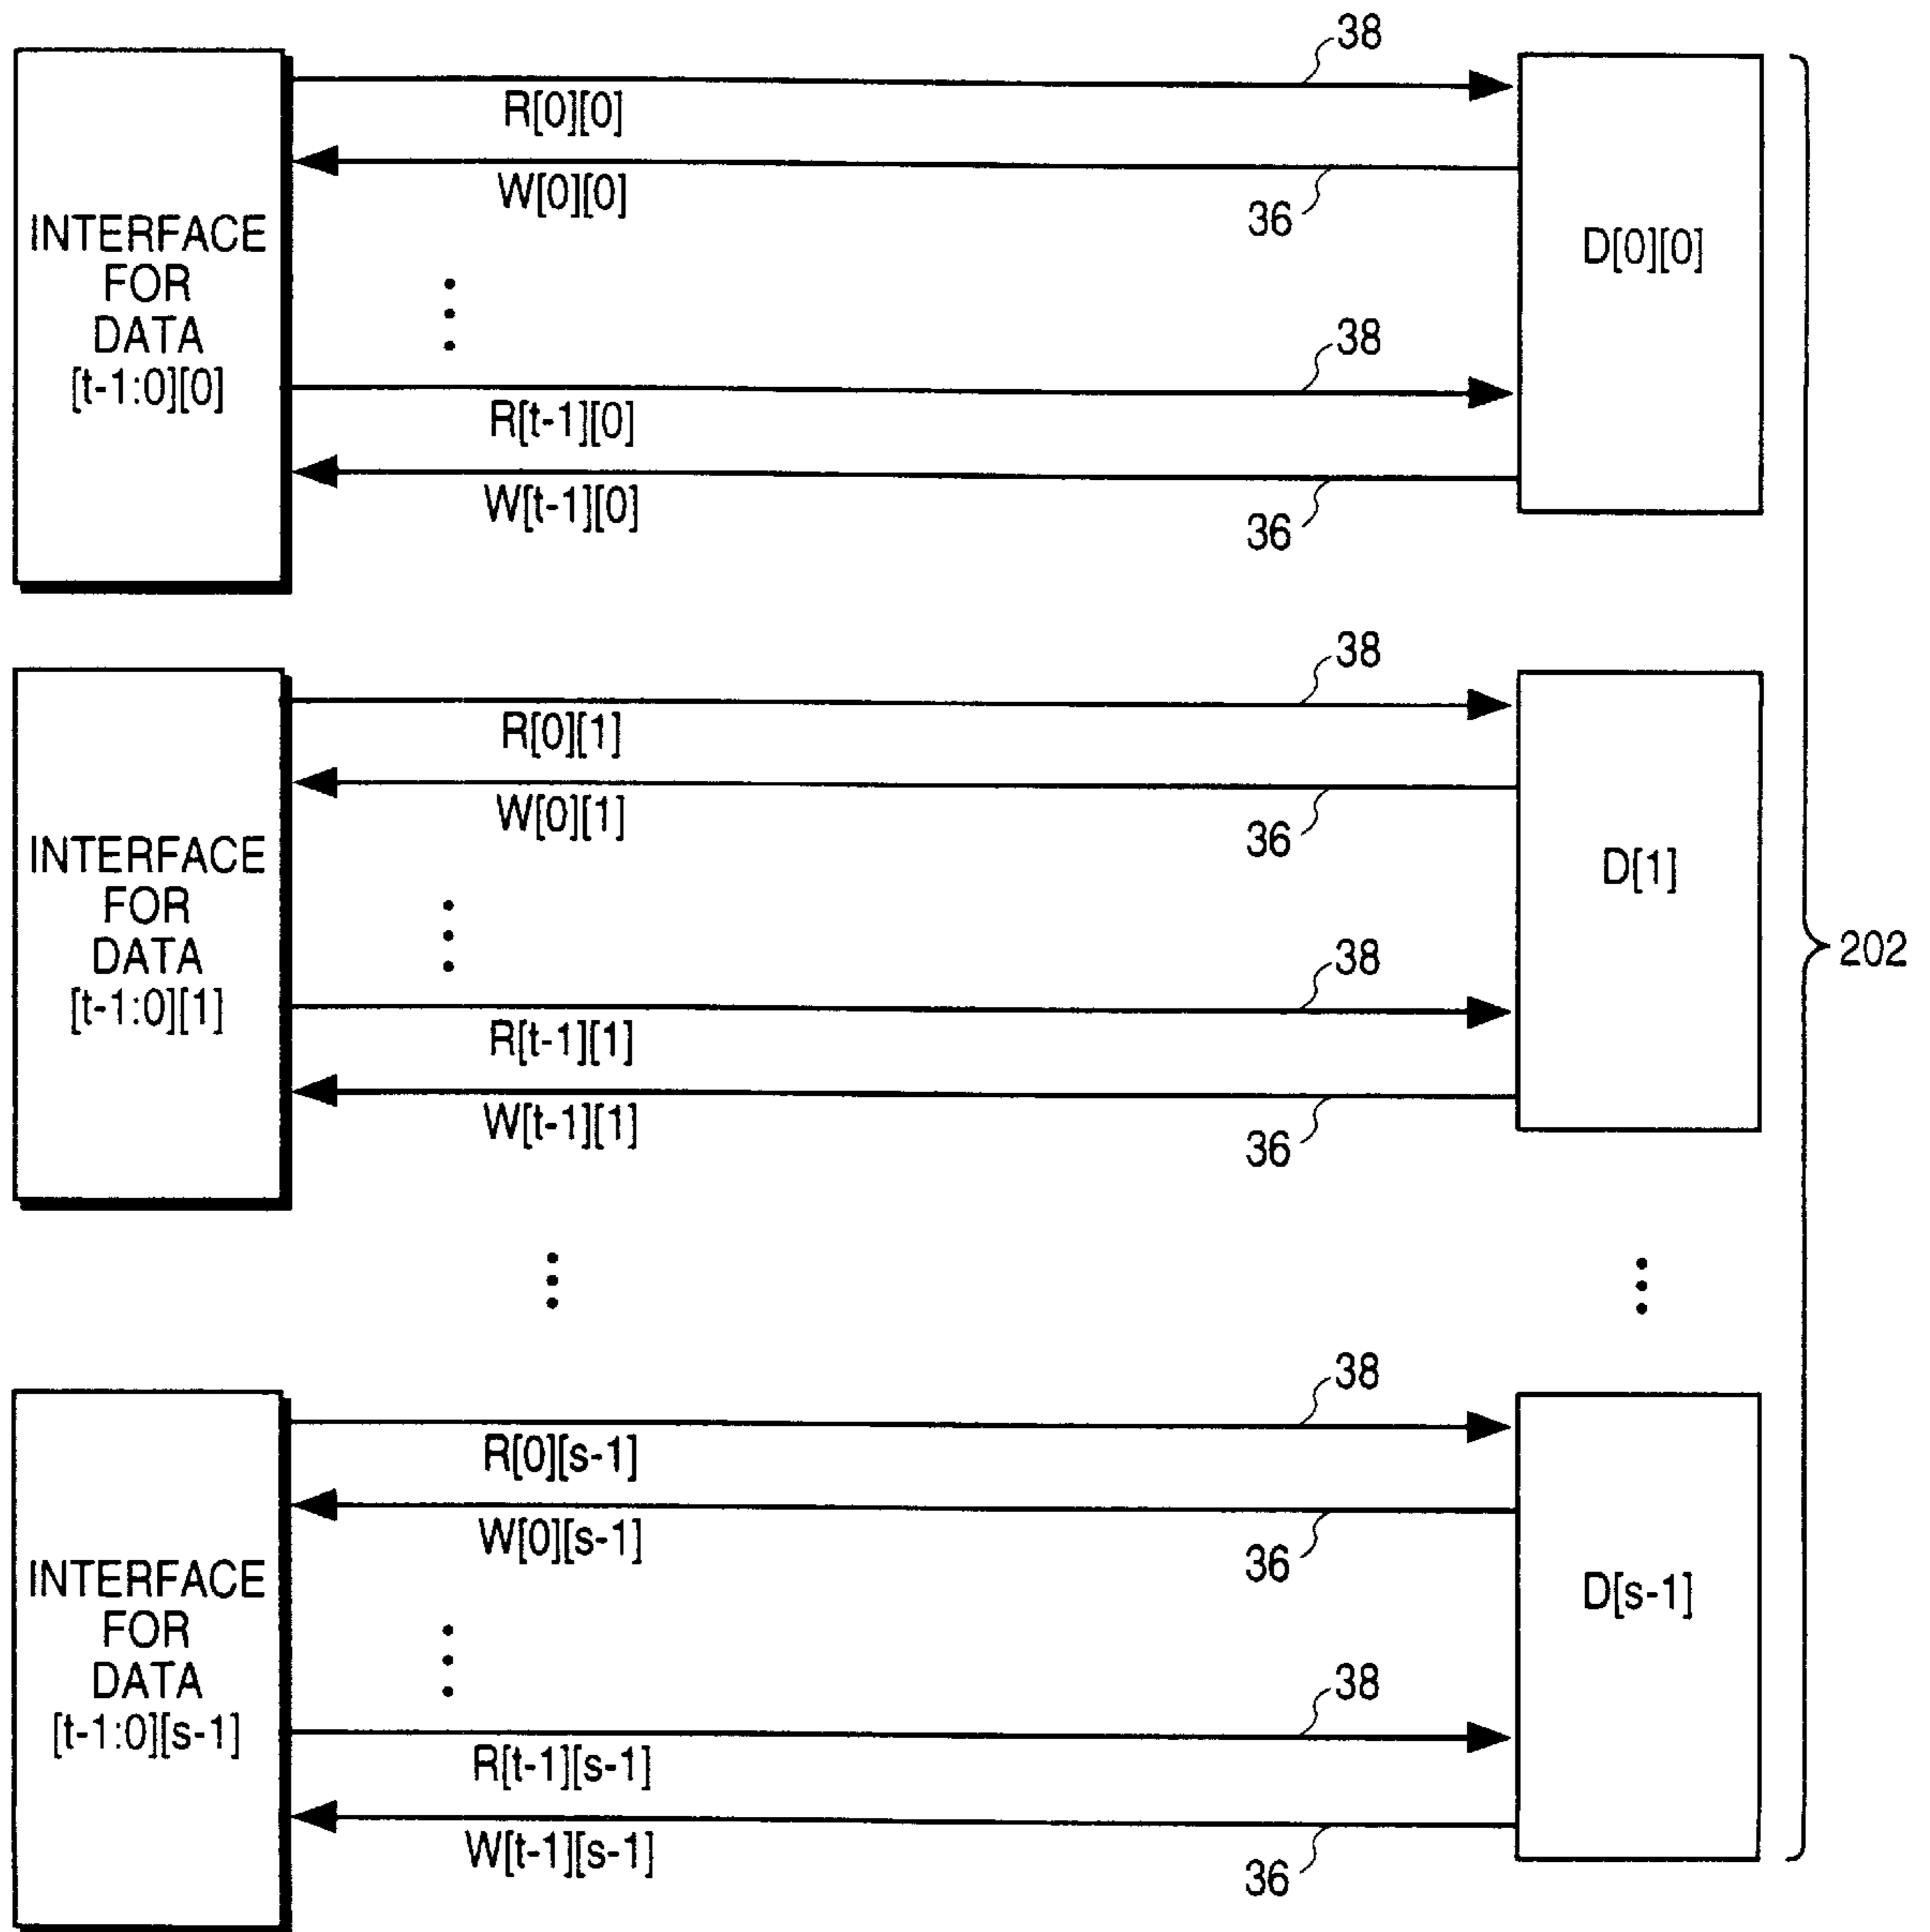 38
R[0][0]
W[0][0]
36
INTERFACE
FOR
DATA
[t-1:0][0]
D[0][0]
38
R[t-1][0]
W[t-1][0]
36
38
R[0][1]
W[0][1]
36
INTERFACE
FOR
DATA
[t-1:0][1]
D[1]
202
38
R[t-1][1]
W[t-1][1]
36
38
R[0][s-1]
W[0][s-1]
36
INTERFACE
FOR
DATA
[t-1:0][s-1]
D[s-1]
38
R[t-1][s-1]
W[t-1][s-1]
36